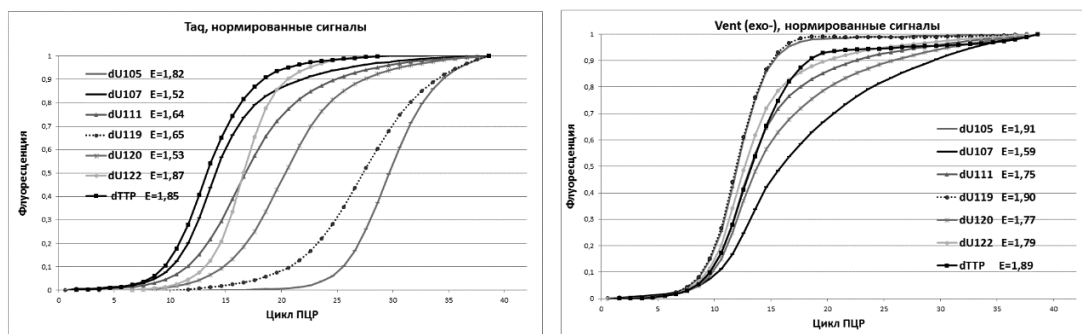 Taq, нормированные сигналы
Флуоресценция
1
0,9
0,8
0,7
0,6
0,5
0,4
0,3
0,2
0,1
0
dU105 E=1,82
dU107 E=1,52
dU111 E=1,64
dU119 E=1,65
dU120 E=1,53
dU122 E=1,87
dTTP E=1,85
0 5 10 15 20 25 30 35 40
Цикл ПЦР
Vent (exo-), нормированные сигналы
Флуоресценция
1
0,9
0,8
0,7
0,6
0,5
0,4
0,3
0,2
0,1
0
dU105 E=1,91
dU107 E=1,59
dU111 E=1,75
dU119 E=1,90
dU120 E=1,77
dU122 E=1,79
dTTP E=1,89
0 5 10 15 20 25 30 35 40
Цикл ПЦР